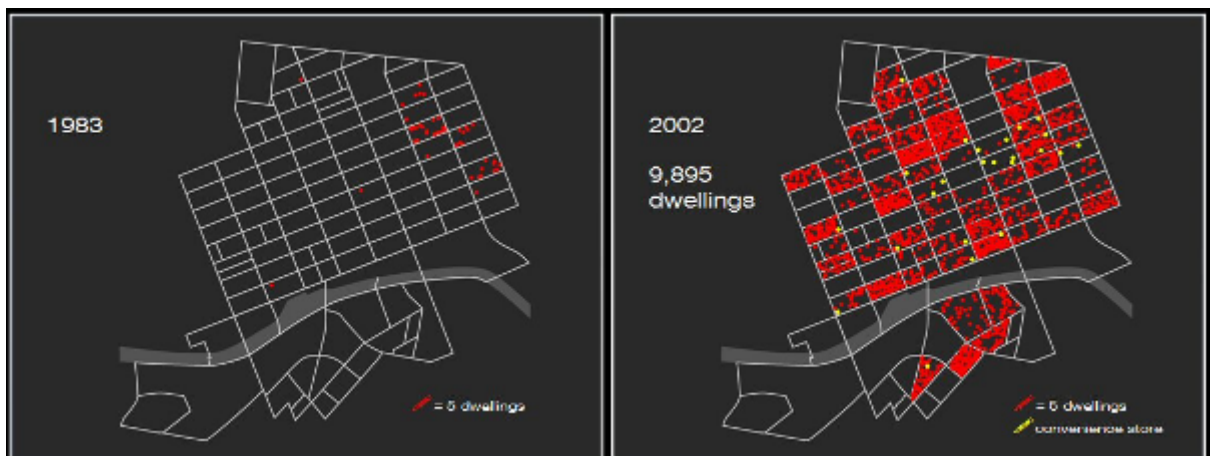 1983
= 5 dwellings
2002
9,895
dwellings
= 5 dwellings
convenience store